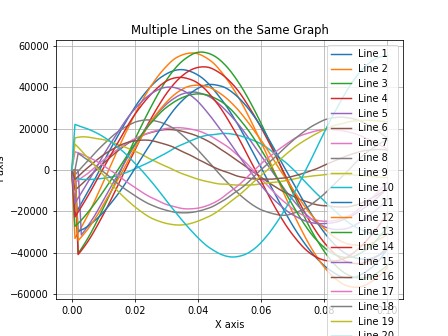 Multiple Lines on the Same Graph
60000
40000
20000
0
−20000
−40000
−60000
0.00
0.02
0.04
0.06
X axis
Line 1
Line 2
Line 3
Line 4
Line 5
Line 6
Line 7
Line 8
Line 9
Line 10
Line 11
Line 12
Line 13
Line 14
Line 15
Line 16
Line 17
Line 18
Line 19
Line 20